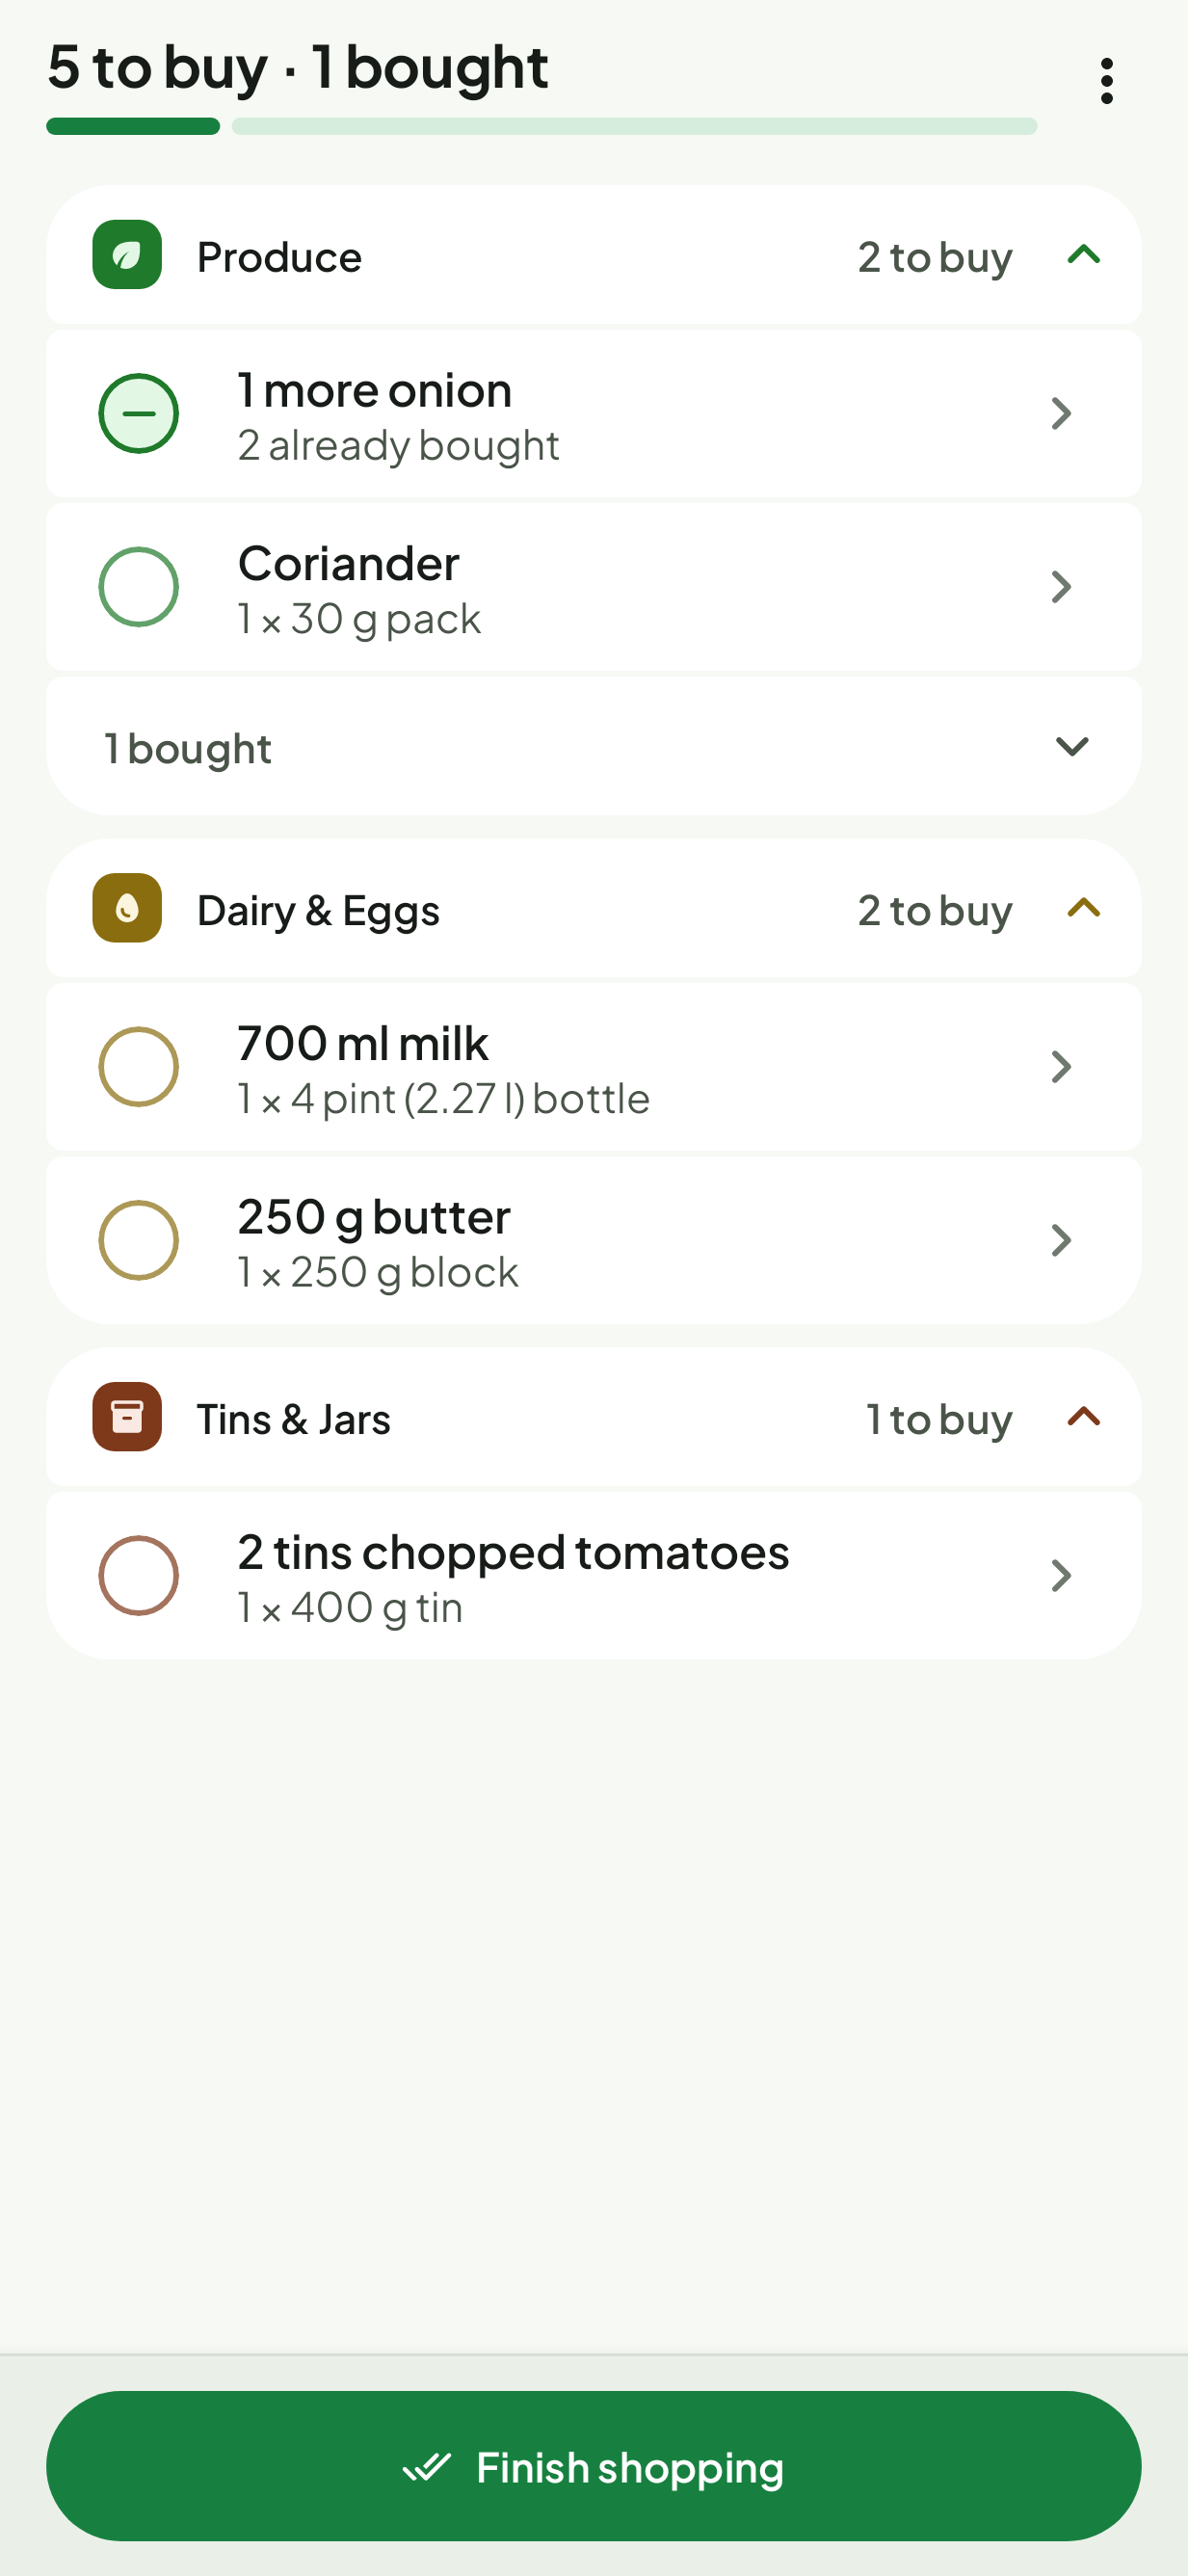 5 to buy · 1 bought
Produce
2 to buy
1 more onion
2 already bought
Coriander
1 × 30 g pack
1 bought
Dairy & Eggs
2 to buy
700 ml milk
1 × 4 pint (2.27 l) bottle
250 g butter
1 × 250 g block
Tins & Jars
1 to buy
2 tins chopped tomatoes
1 × 400 g tin
Finish shopping